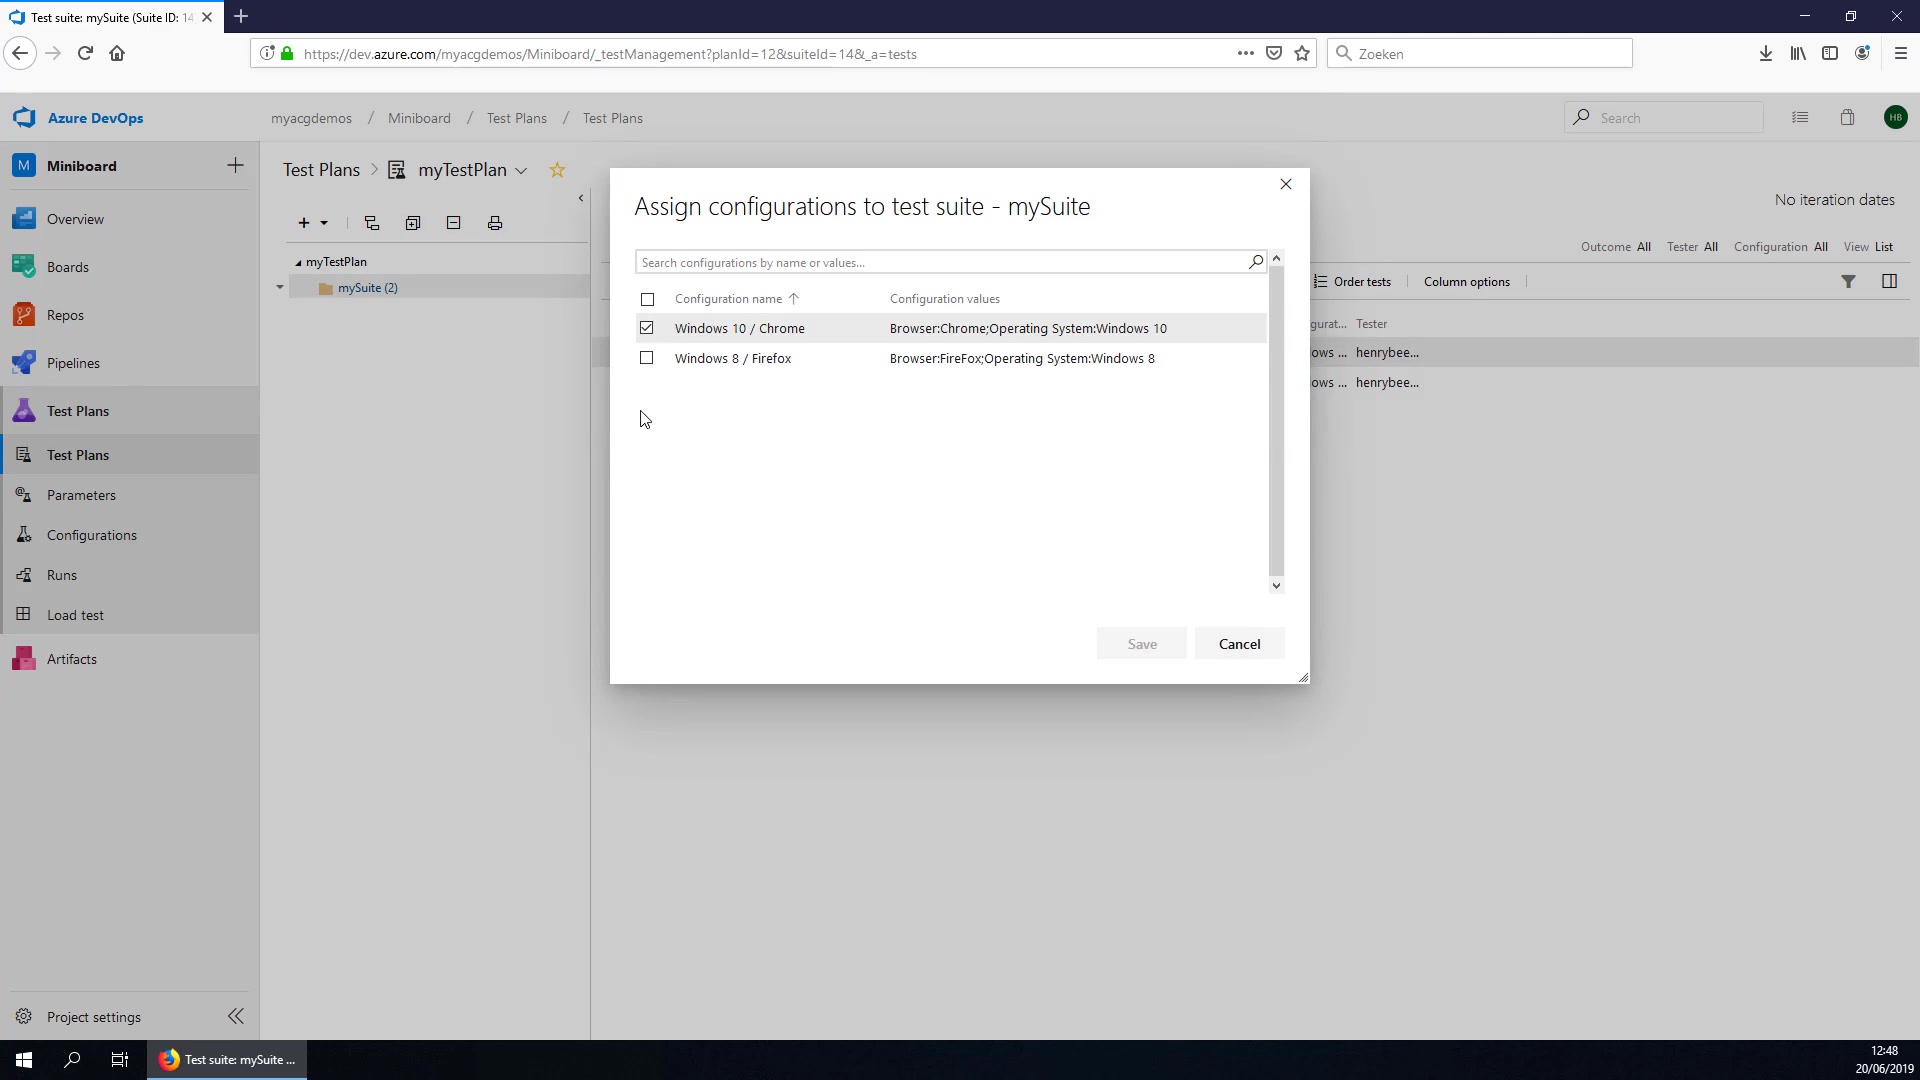 Test suite: mySuite (Suite ID: 14
https://dev.azure.com/myacgdemos/Miniboard/_testManagement?planId=12&suiteId=14&_a=tests
Zoeken
Azure DevOps
myacgdemos / Miniboard / Test Plans / Test Plans
Search
HB
M Miniboard
Test Plans > myTestPlan
No iteration dates
Assign configurations to test suite - mySuite
Overview
Boards
Repos
Pipelines
Test Plans
Test Plans
Parameters
Configurations
Runs
Load test
Artifacts
Project settings
myTestPlan
mySuite (2)
Outcome All Tester All Configuration All View List
Order tests Column options
gurat... Tester
ows ... henrybee...
ows ... henrybee...
Search configurations by name or values...
Configuration name Configuration values
Windows 10 / Chrome Browser:Chrome;Operating System:Windows 10
Windows 8 / Firefox Browser:FireFox;Operating System:Windows 8
Save Cancel
Test suite: mySuite ...
12:48
20/06/2019